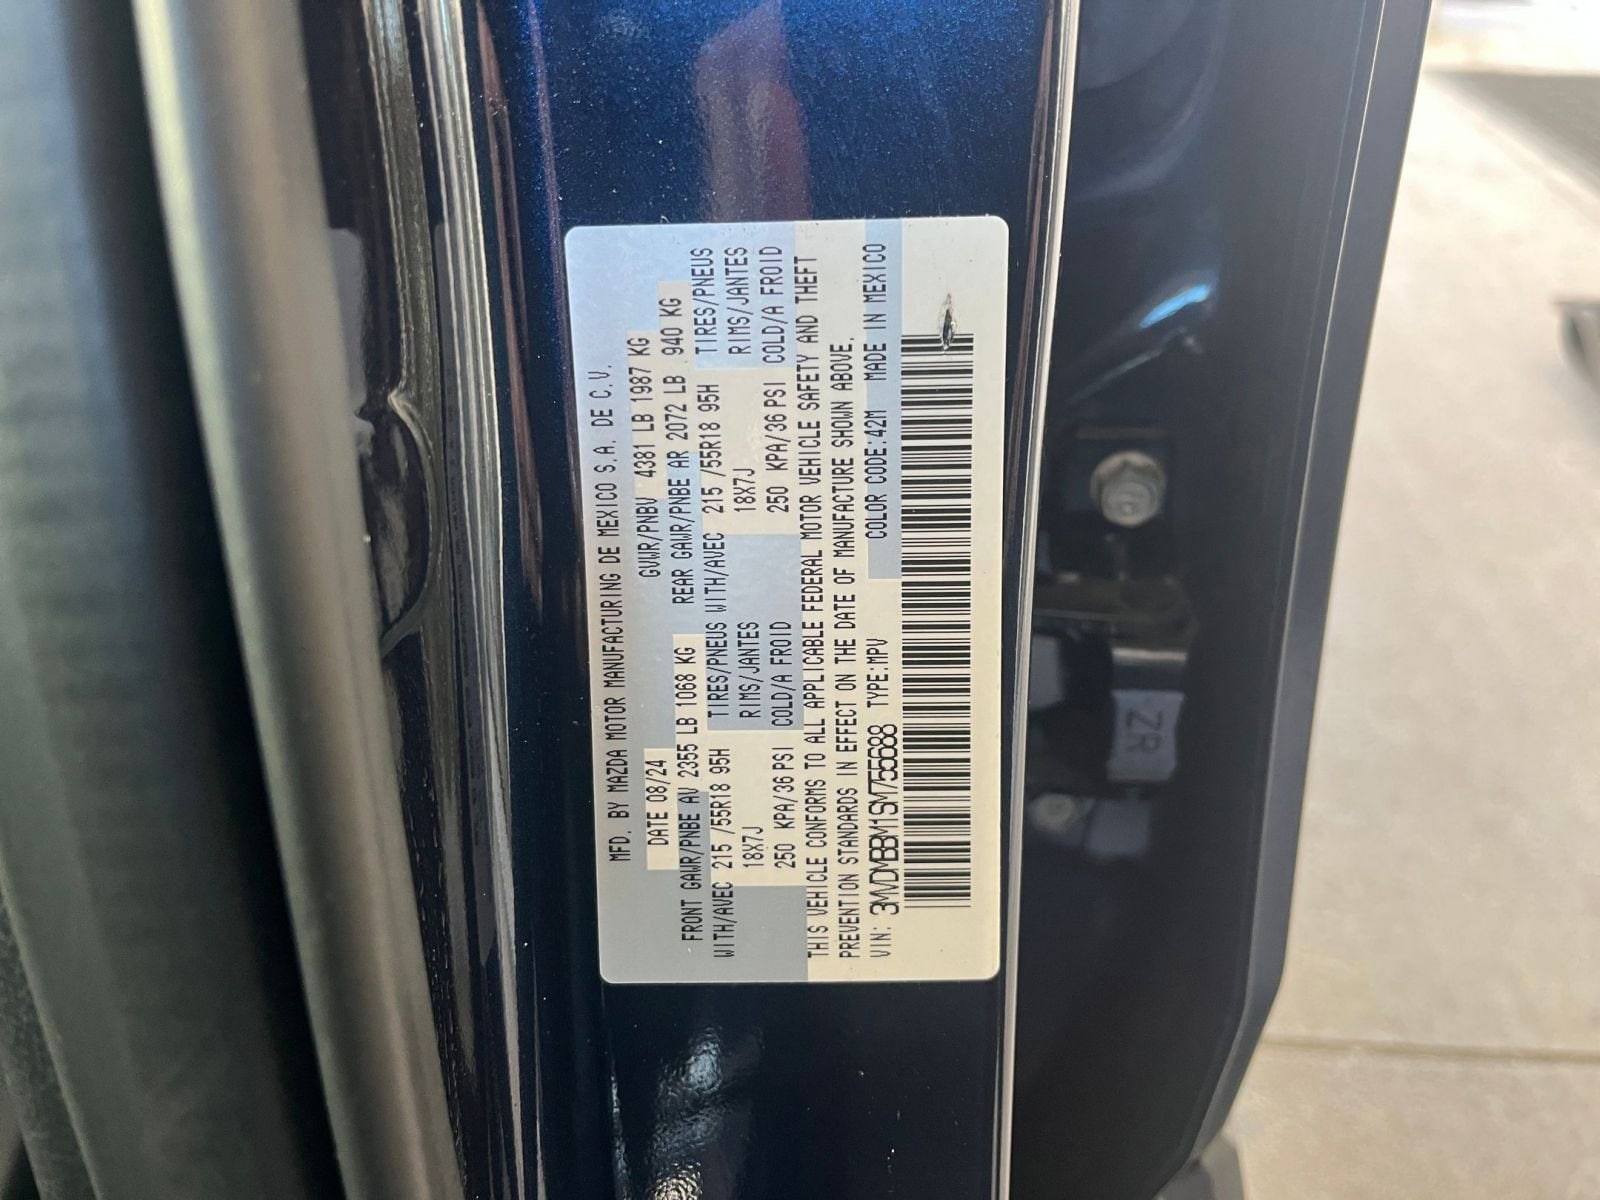 MFD. BY MAZDA MOTOR MANUFACTURING DE MEXICO S.A. DE C.V.
DATE 08/24 GVWR/PNBV 4381 LB 1987 KG
FRONT GAWR/PNBE AV 2355 LB 1068 KG REAR GAWR/PNBE AR 2072 LB 940 KG
WITH/AVEC 215 /55R18 95H TIRES/PNEUS WITH/AVEC 215 /55R18 95H TIRES/PNEUS
18X7J RIMS/JANTES 18X7J RIMS/JANTES
250 KPA/36 PSI COLD/A FROID 250 KPA/36 PSI COLD/A FROID
THIS VEHICLE CONFORMS TO ALL APPLICABLE FEDERAL MOTOR VEHICLE SAFETY AND THEFT
PREVENTION STANDARDS IN EFFECT ON THE DATE OF MANUFACTURE SHOWN ABOVE.
VIN: 3MVDMBBM1SM755688 TYPE:MPV COLOR CODE:42M MADE IN MEXICO
ZR